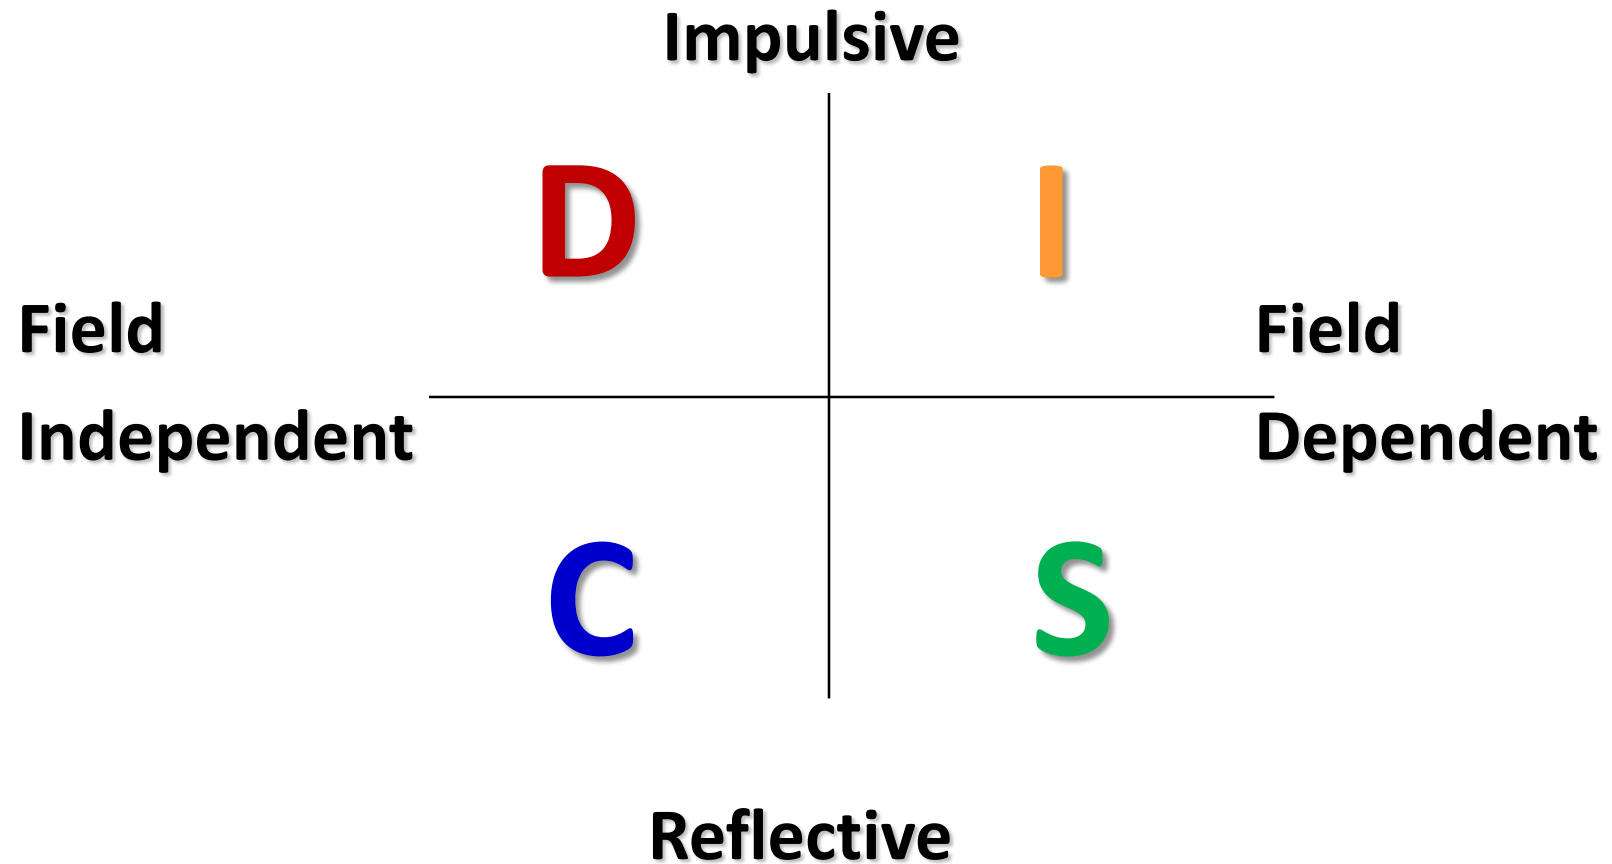 Impulsive
D I
Field Field
Independent Dependent
C S
Reflective